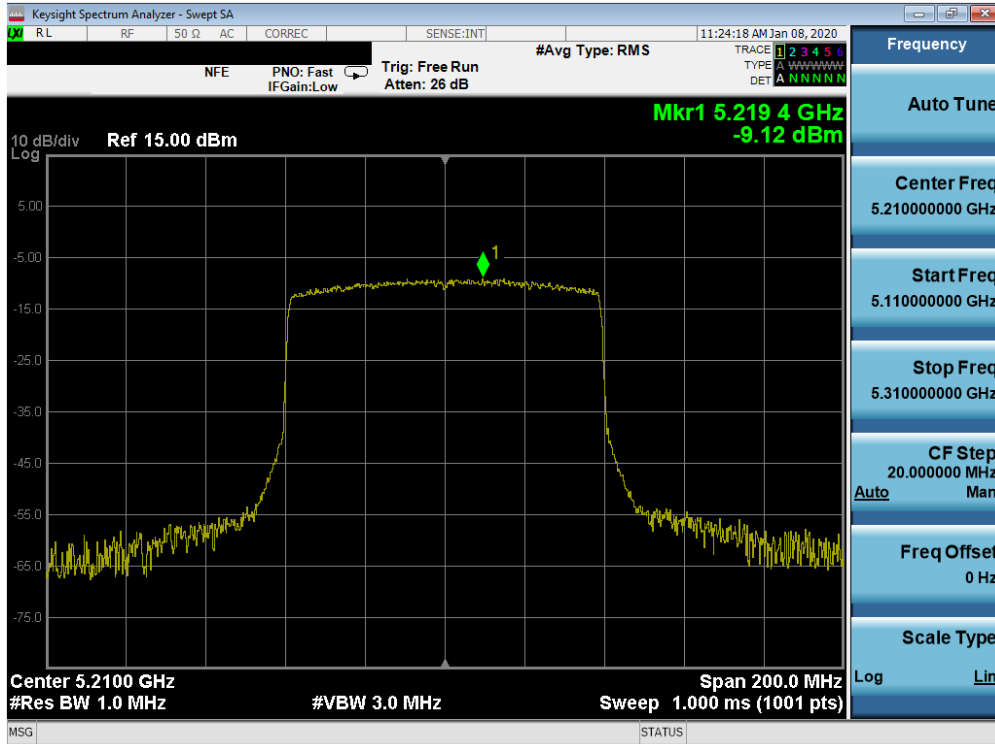 Keysight Spectrum Analyzer - Swept SA
LXI RL RF 50 Ω AC CORREC SENSE:INT 11:24:18 AM Jan 08, 2020
#Avg Type: RMS TRACE 1 2 3 4 5 6
NFE PNO: Fast Trig: Free Run TYPE A WWWWW
IFGain:Low Atten: 26 dB DET A N N N N N
Mkr1 5.219 4 GHz
-9.12 dBm
10 dB/div Ref 15.00 dBm
Log
5.00
-5.00
1
-15.0
-25.0
-35.0
-45.0
-55.0
-65.0
-75.0
Center 5.2100 GHz Span 200.0 MHz
#Res BW 1.0 MHz #VBW 3.0 MHz Sweep 1.000 ms (1001 pts)
MSG STATUS
Frequency
Auto Tune
Center Freq
5.210000000 GHz
Start Freq
5.110000000 GHz
Stop Freq
5.310000000 GHz
CF Step
20.000000 MHz
Auto Man
Freq Offset
0 Hz
Scale Type
Log Lin